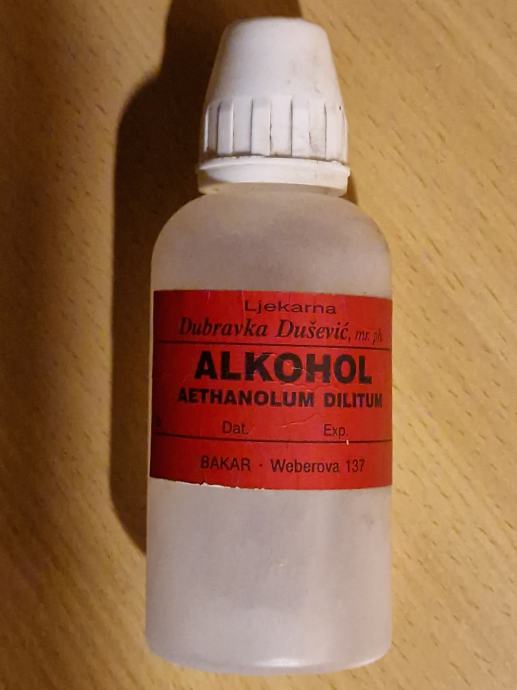 Ljekarna
Dubravka Dušević, mr. ph.
ALKOHOL
AETHANOLUM DILITUM
Dat. Exp.
BAKAR · Weberova 137